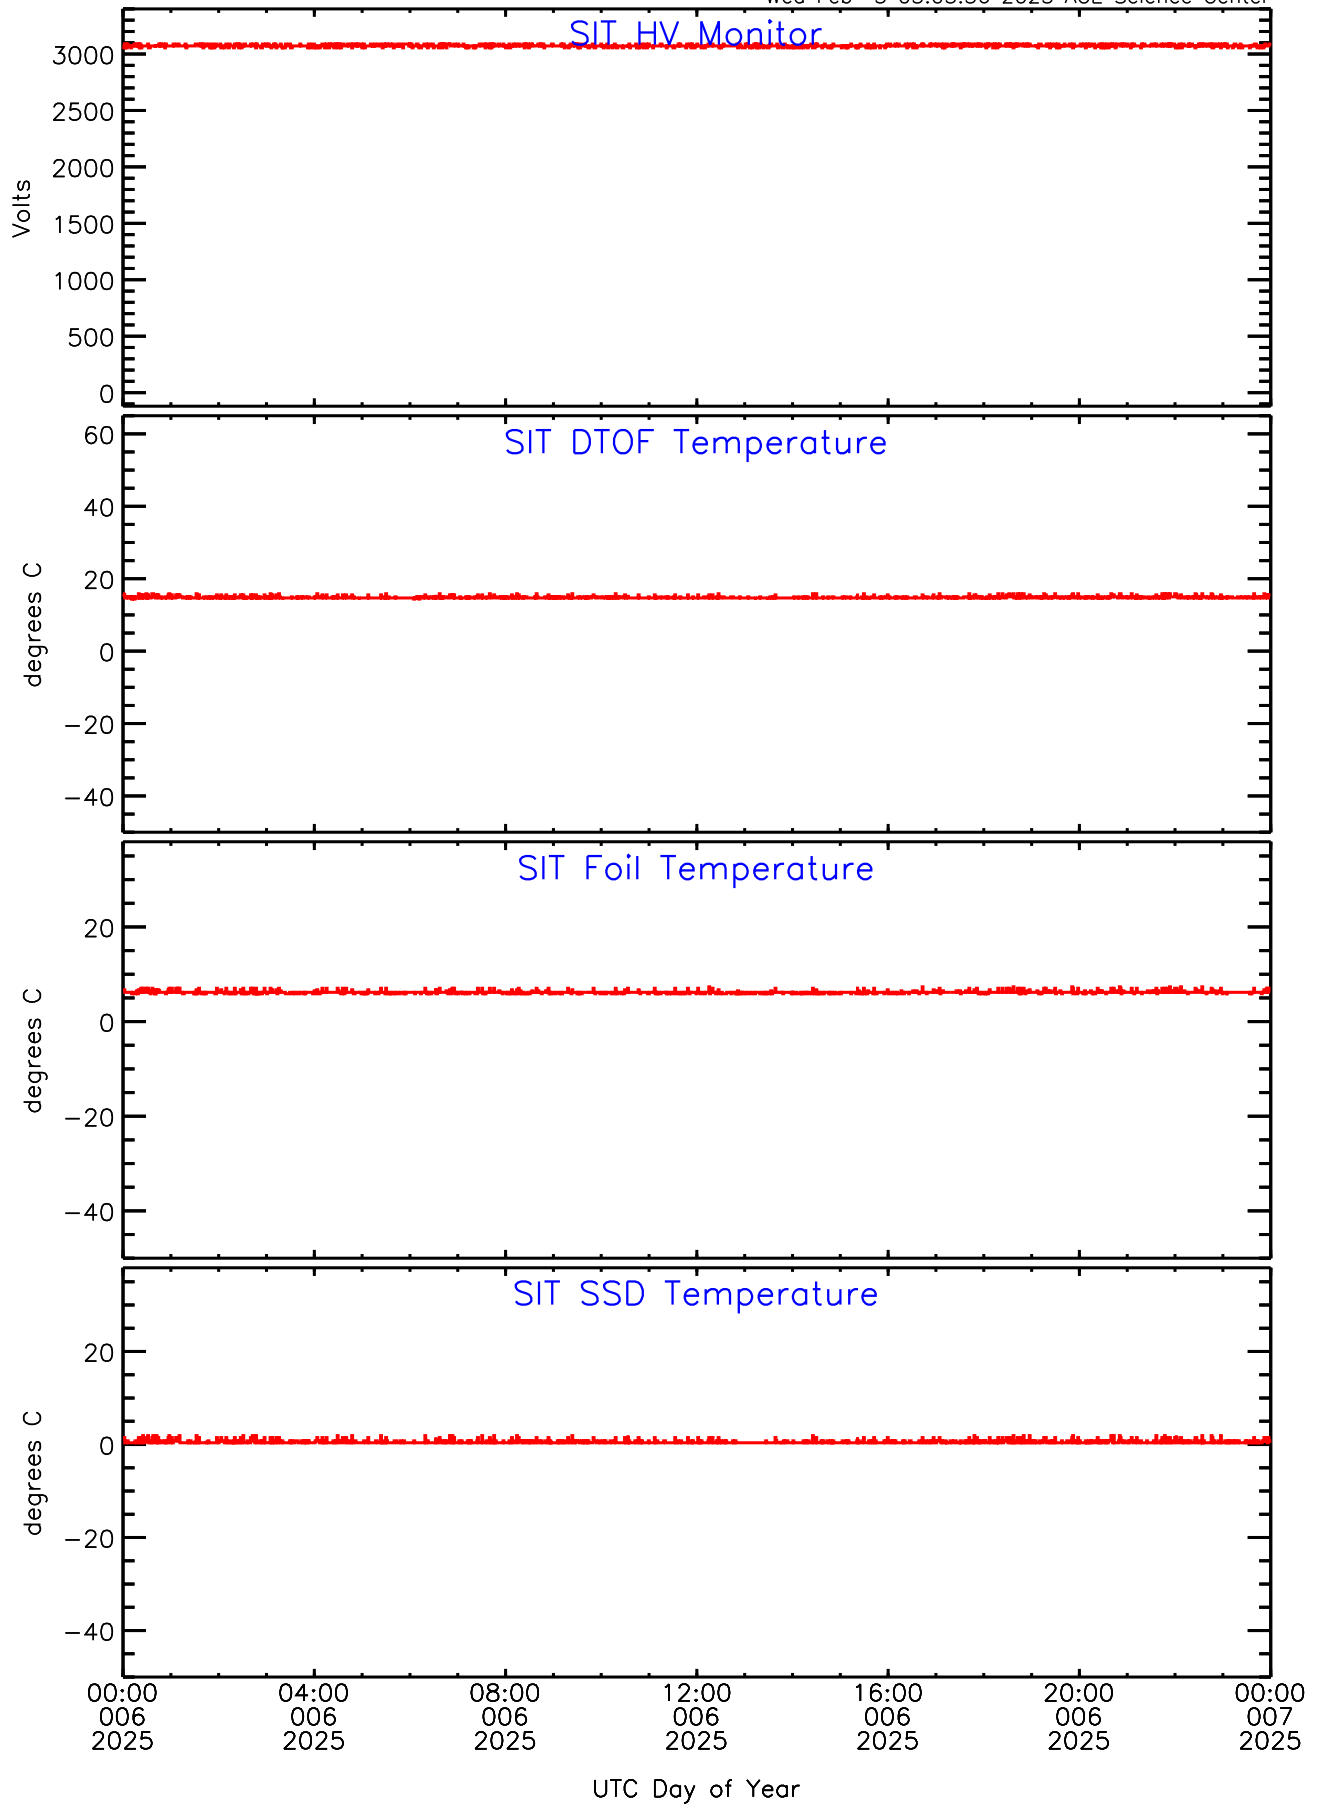 SIT HV Monitor
3000
2500
2000
1500
1000
500
0
Volts
SIT DTOF Temperature
60
40
20
0
−20
−40
degrees C
SIT Foil Temperature
20
0
−20
−40
degrees C
SIT SSD Temperature
20
0
−20
−40
degrees C
00:00 04:00 08:00 12:00 16:00 20:00 00:00
006 006 006 006 006 006 007
2025 2025 2025 2025 2025 2025 2025
UTC Day of Year